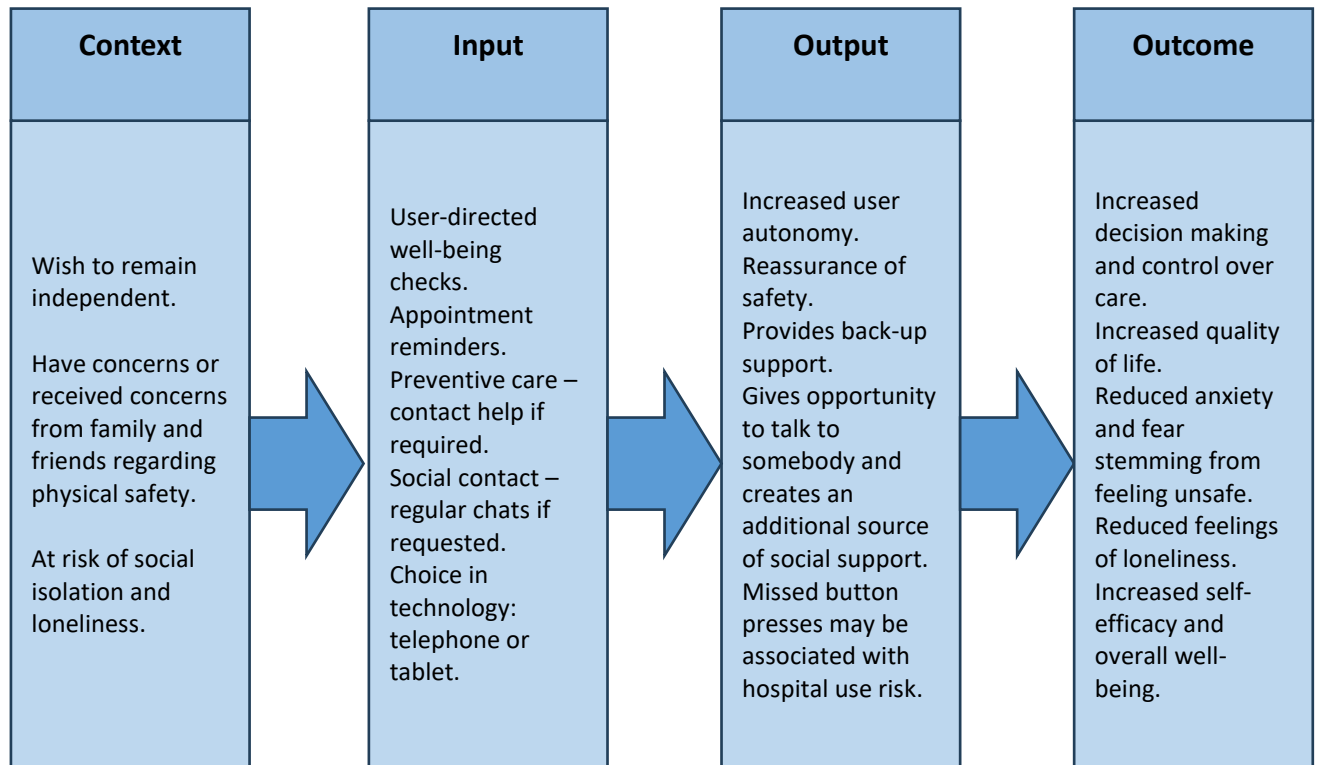 Context
Wish to remain
independent.
Have concerns or
received concerns
from family and
friends regarding
physical safety.
At risk of social
isolation and
loneliness.
Input
User-directed
well-being
checks.
Appointment
reminders.
Preventive care –
contact help if
required.
Social contact –
regular chats if
requested.
Choice in
technology:
telephone or
tablet.
Output
Increased user
autonomy.
Reassurance of
safety.
Provides back-up
support.
Gives opportunity
to talk to
somebody and
creates an
additional source
of social support.
Missed button
presses may be
associated with
hospital use risk.
Outcome
Increased
decision making
and control over
care.
Increased quality
of life.
Reduced anxiety
and fear
stemming from
feeling unsafe.
Reduced feelings
of loneliness.
Increased self-
efficacy and
overall well-
being.